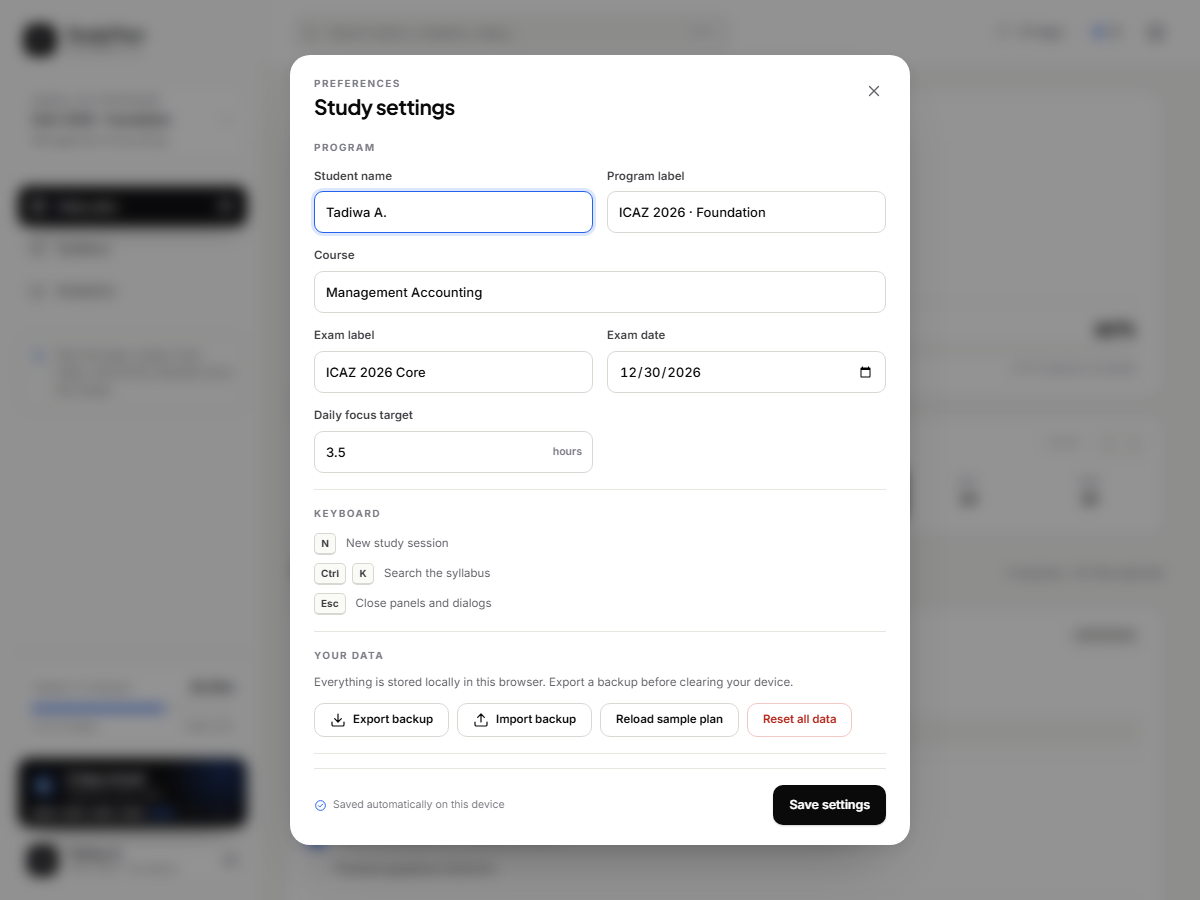 PREFERENCES
Study settings
PROGRAM
Student name
Program label
Tadiwa A.
ICAZ 2026 · Foundation
Course
Management Accounting
Exam label
Exam date
ICAZ 2026 Core
12/30/2026
Daily focus target
3.5
hours
KEYBOARD
N New study session
Ctrl K Search the syllabus
Esc Close panels and dialogs
YOUR DATA
Everything is stored locally in this browser. Export a backup before clearing your device.
Export backup
Import backup
Reload sample plan
Reset all data
Saved automatically on this device
Save settings